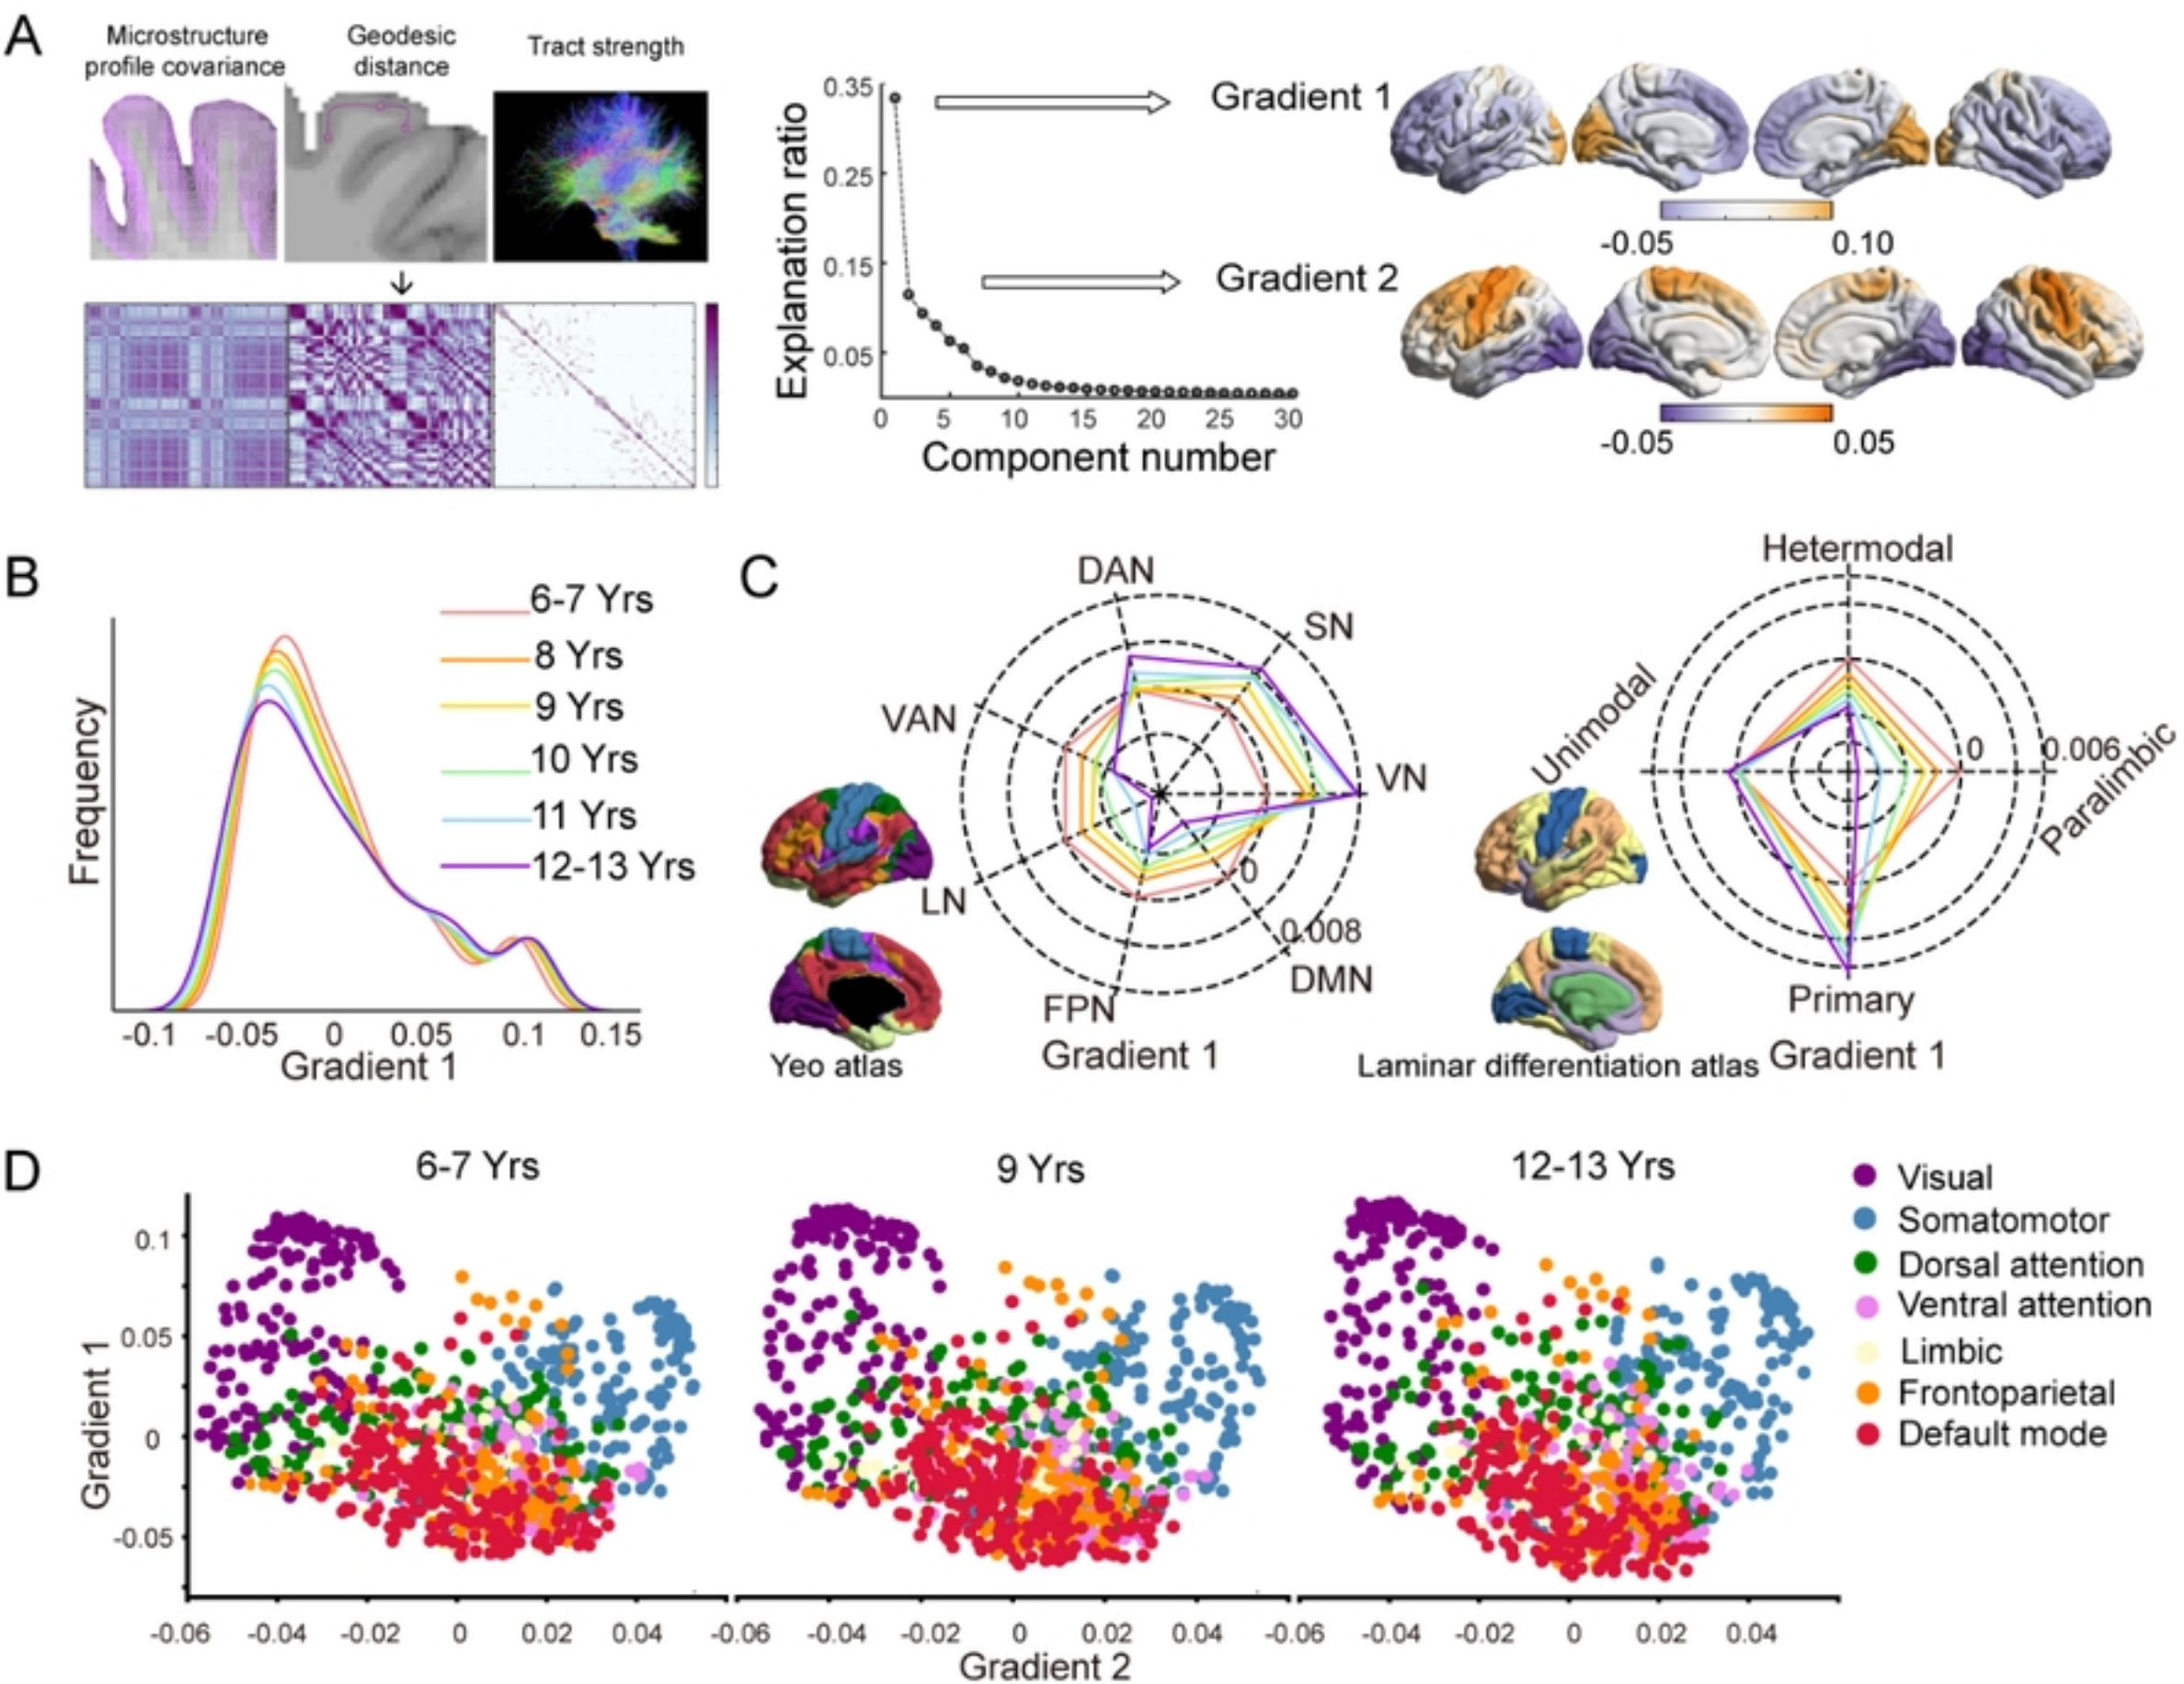 A
Microstructure
profile covariance
Geodesic
distance
Tract strength
Explanation ratio
0.35
0.25
0.15
0.05
0
5
10
15
20
25
30
Component number
Gradient 1
Gradient 2
-0.05
0.10
-0.05
0.05
B
Frequency
6-7 Yrs
8 Yrs
9 Yrs
10 Yrs
11 Yrs
12-13 Yrs
-0.1
-0.05
0
0.05
0.1
0.15
Gradient 1
C
DAN
SN
VAN
VN
LN
0
0.008
DMN
FPN
Gradient 1
Yeo atlas
Hetermodal
Unimodal
0
0.006
Paralimbic
Primary
Laminar differentiation atlas
Gradient 1
D
6-7 Yrs
9 Yrs
12-13 Yrs
Gradient 1
0.1
0.05
0
-0.05
-0.06
-0.04
-0.02
0
0.02
0.04
-0.06
-0.04
-0.02
0
0.02
0.04
-0.06
-0.04
-0.02
0
0.02
0.04
Gradient 2
Visual
Somatomotor
Dorsal attention
Ventral attention
Limbic
Frontoparietal
Default mode